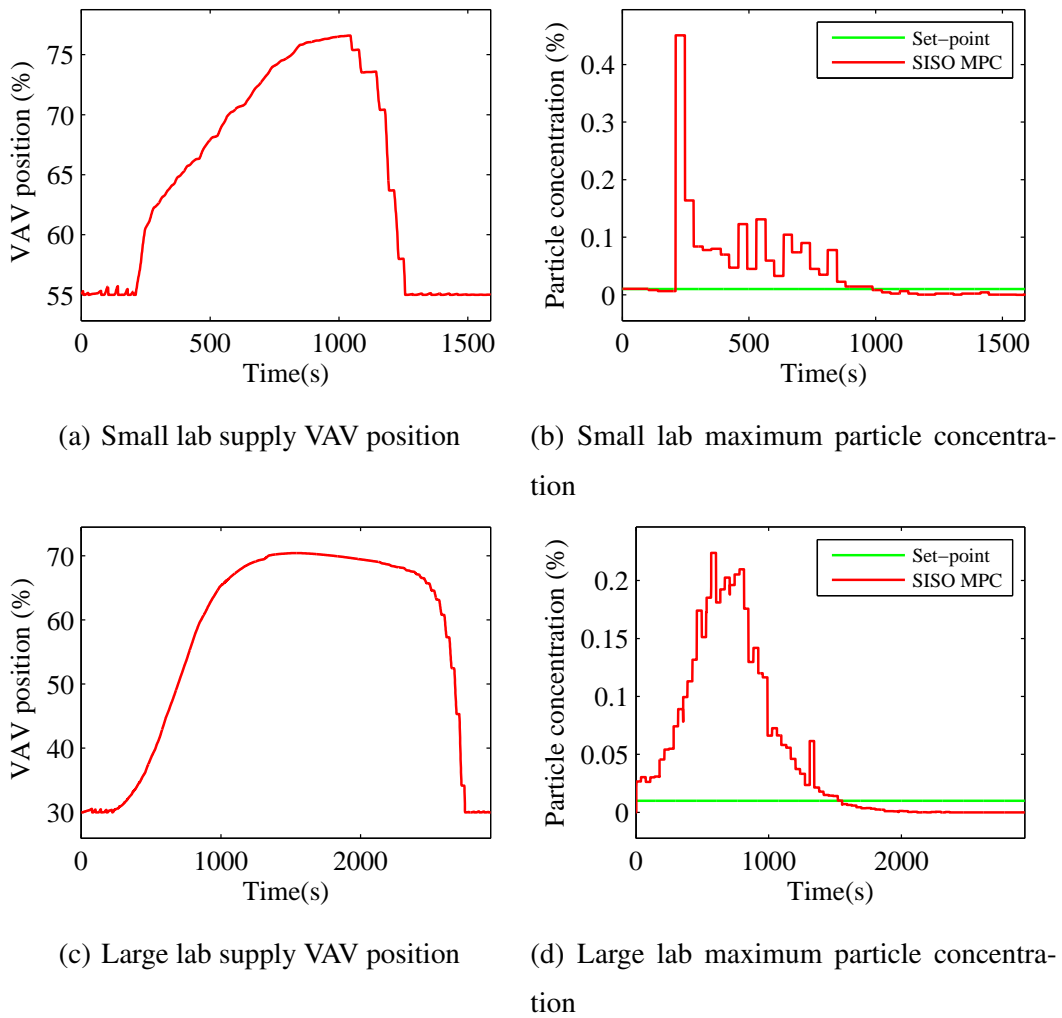 75
70
65
60
55
VAV position (%)
0
500
1000
1500
Time(s)
(a) Small lab supply VAV position
Set−point
SISO MPC
0.4
0.3
0.2
0.1
0
Particle concentration (%)
0
500
1000
1500
Time(s)
(b) Small lab maximum particle concentra-
tion
70
60
50
40
30
VAV position (%)
0
1000
2000
Time(s)
(c) Large lab supply VAV position
Set−point
SISO MPC
0.2
0.15
0.1
0.05
0
Particle concentration (%)
0
1000
2000
Time(s)
(d) Large lab maximum particle concentra-
tion